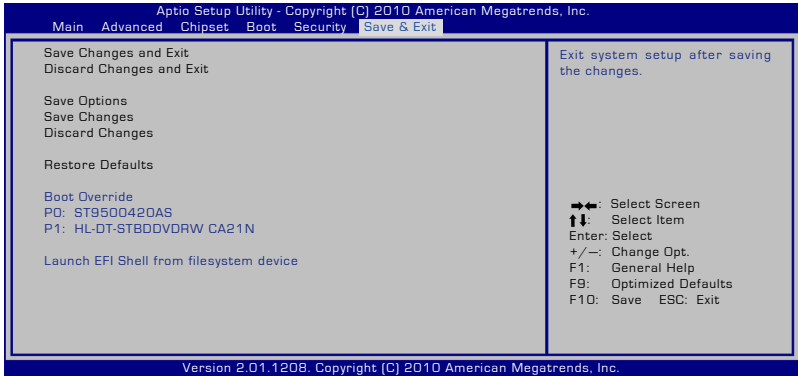 Aptio Setup Utility - Copyright (C) 2010 American Megatrends, Inc.
Main Advanced Chipset Boot Security Save & Exit
Save Changes and Exit
Discard Changes and Exit
Save Options
Save Changes
Discard Changes
Restore Defaults
Boot Override
P0: ST9500420AS
P1: HL-DT-STBDDVDRW CA21N
Launch EFI Shell from filesystem device
Exit system setup after saving
the changes.
→←: Select Screen
↑↓: Select Item
Enter: Select
+/—: Change Opt.
F1: General Help
F9: Optimized Defaults
F10: Save ESC: Exit
Version 2.01.1208. Copyright (C) 2010 American Megatrends, Inc.